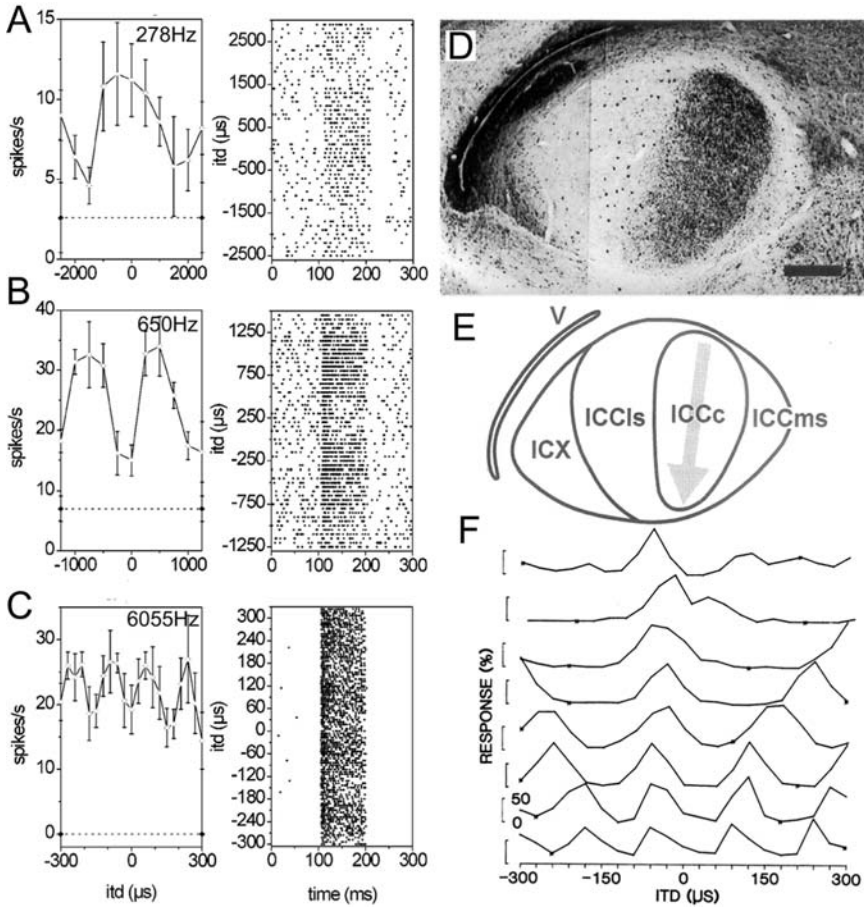 A
278Hz
15
10
5
0
spikes/s
-2000
0
2000
2900
1500
500
-500
-1500
-2500
itd (µs)
0
100
200
300
B
650Hz
40
30
20
10
0
spikes/s
-1000
0
1000
1250
750
250
-250
-750
-1250
itd (µs)
0
100
200
300
C
6055Hz
30
20
10
0
spikes/s
-300
0
300
itd (µs)
300
240
180
120
60
0
-60
-120
-180
-240
-300
itd (µs)
0
100
200
300
time (ms)
D
E
V
ICX
ICCls
ICCc
ICCms
F
RESPONSE (%)
50
0
-300
-150
0
150
300
ITD (µS)